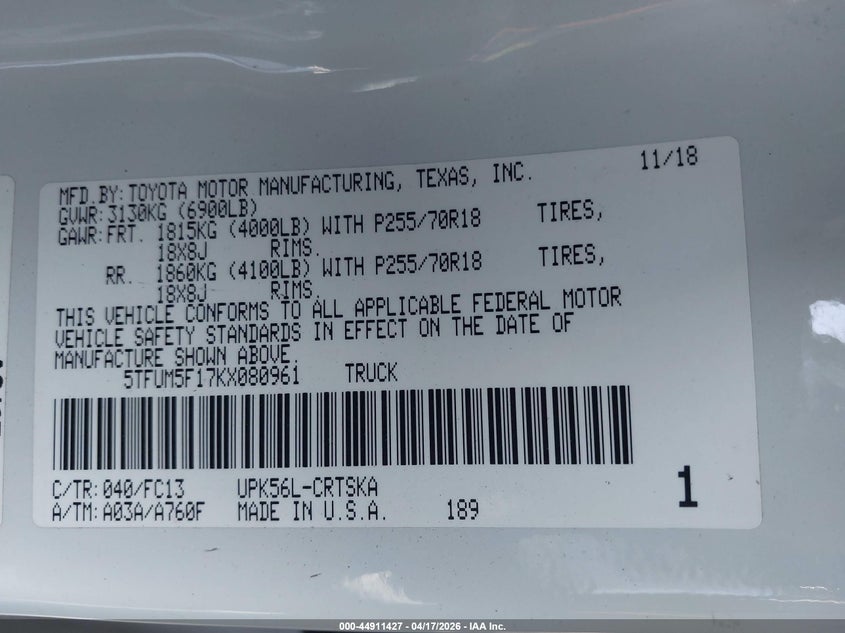 MFD.BY: TOYOTA MOTOR MANUFACTURING, TEXAS, INC. 11/18
GVWR: 3130KG (6900LB)
GAWR: FRT. 1815KG (4000LB) WITH P255/70R18 TIRES,
18X8J RIMS.
RR. 1860KG (4100LB) WITH P255/70R18 TIRES,
18X8J RIMS.
THIS VEHICLE CONFORMS TO ALL APPLICABLE FEDERAL MOTOR
VEHICLE SAFETY STANDARDS IN EFFECT ON THE DATE OF
MANUFACTURE SHOWN ABOVE.
5TFUM5F17KX080961 TRUCK
C/TR: 040/FC13 UPK56L-CRTSKA
A/TM: A03A/A760F MADE IN U.S.A. 189
1
000-44911427 - 04/17/2026 - IAA Inc.